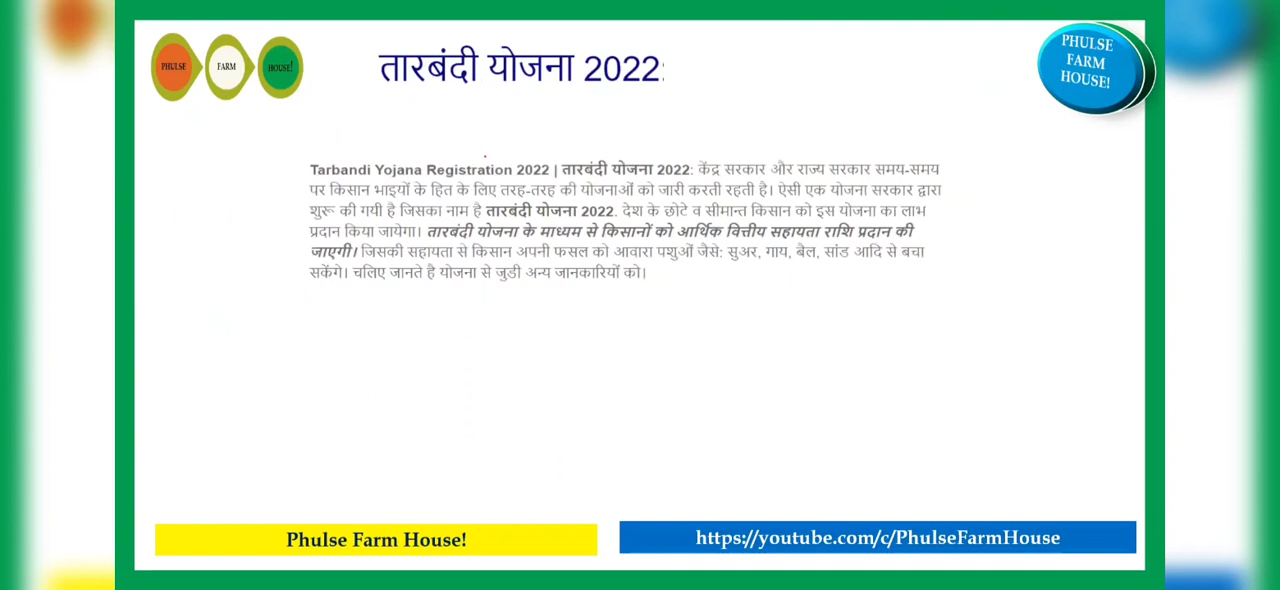 PHULSE FARM HOUSE!
तारबंदी योजना 2022:
PHULSE
FARM
HOUSE!
Tarbandi Yojana Registration 2022 | तारबंदी योजना 2022: केंद्र सरकार और राज्य सरकार समय-समय
पर किसान भाइयों के हित के लिए तरह-तरह की योजनाओं को जारी करती रहती है। ऐसी एक योजना सरकार द्वारा
शुरू की गयी है जिसका नाम है तारबंदी योजना 2022. देश के छोटे व सीमान्त किसान को इस योजना का लाभ
प्रदान किया जायेगा। तारबंदी योजना के माध्यम से किसानों को आर्थिक वित्तीय सहायता राशि प्रदान की
जाएगी। जिसकी सहायता से किसान अपनी फसल को आवारा पशुओं जैसे: सुअर, गाय, बैल, सांड आदि से बचा
सकेंगे। चलिए जानते है योजना से जुडी अन्य जानकारियों को।
Phulse Farm House!
https://youtube.com/c/PhulseFarmHouse